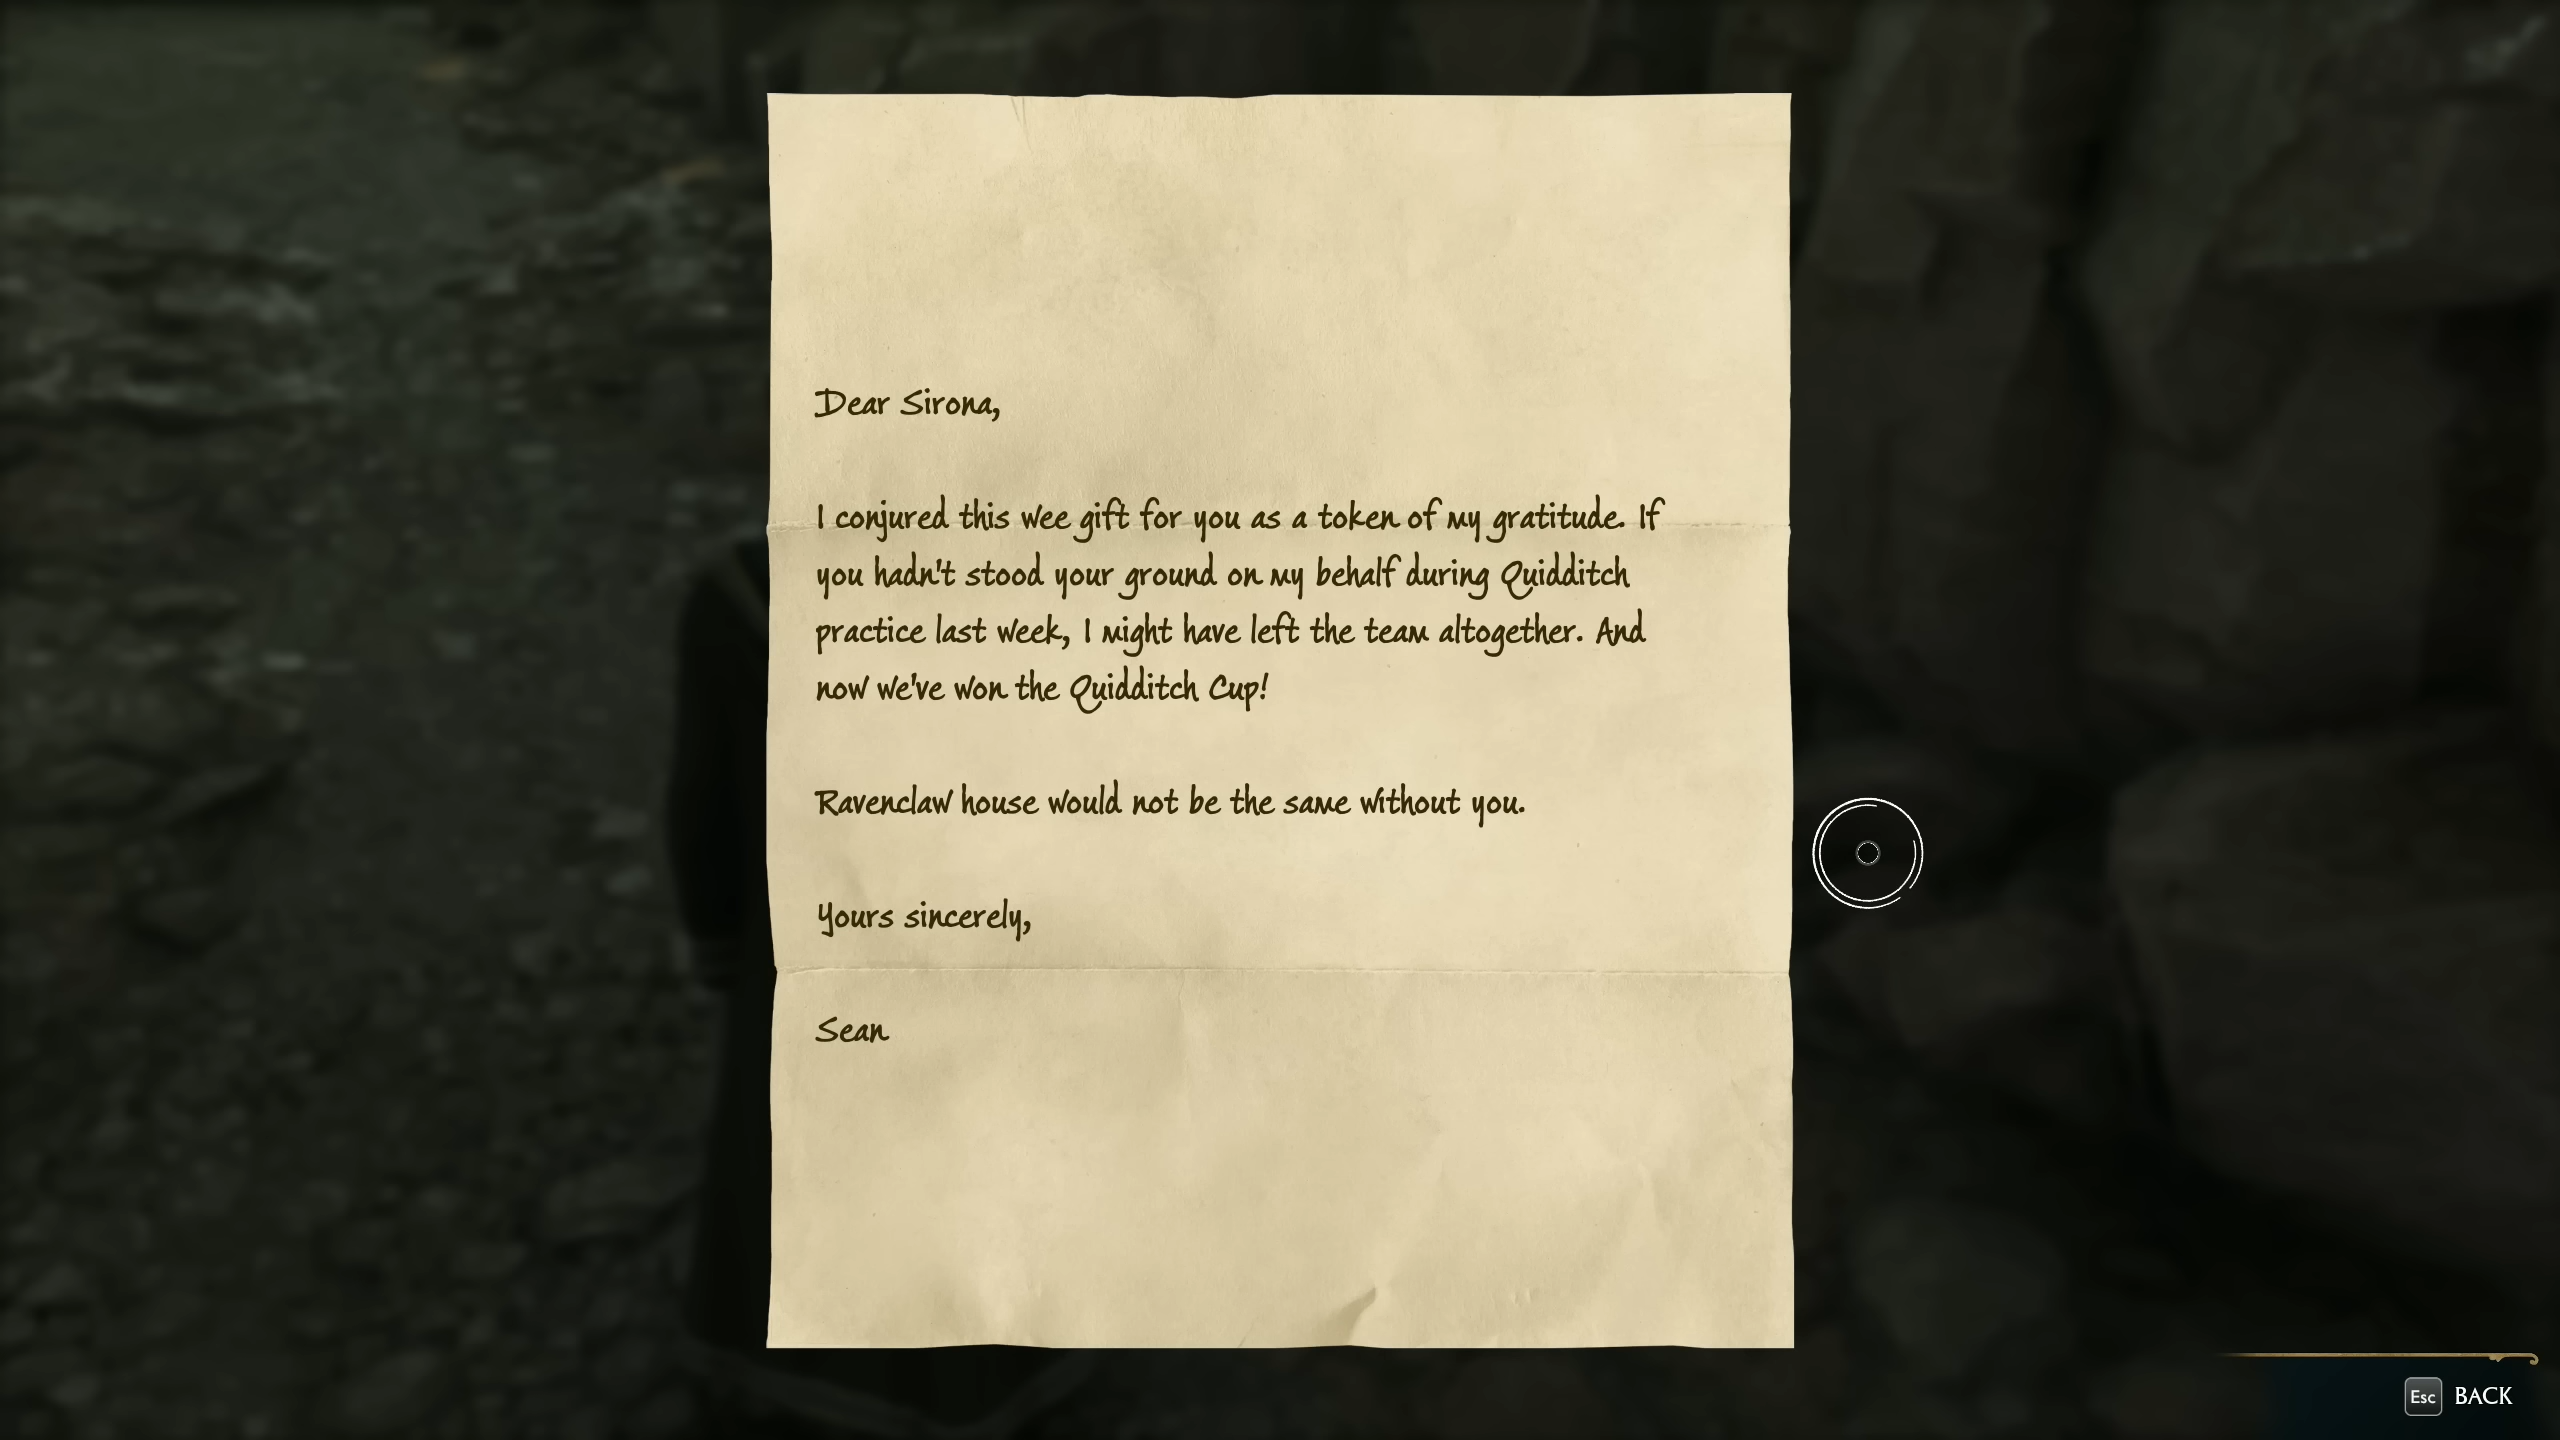 Dear Sirona,
I conjured this wee gift for you as a token of my gratitude. If
you hadn't stood your ground on my behalf during Quidditch
practice last week, I might have left the team altogether. And
now we've won the Quidditch Cup!
Ravenclaw house would not be the same without you.
Yours sincerely,
Sean
Esc BACK